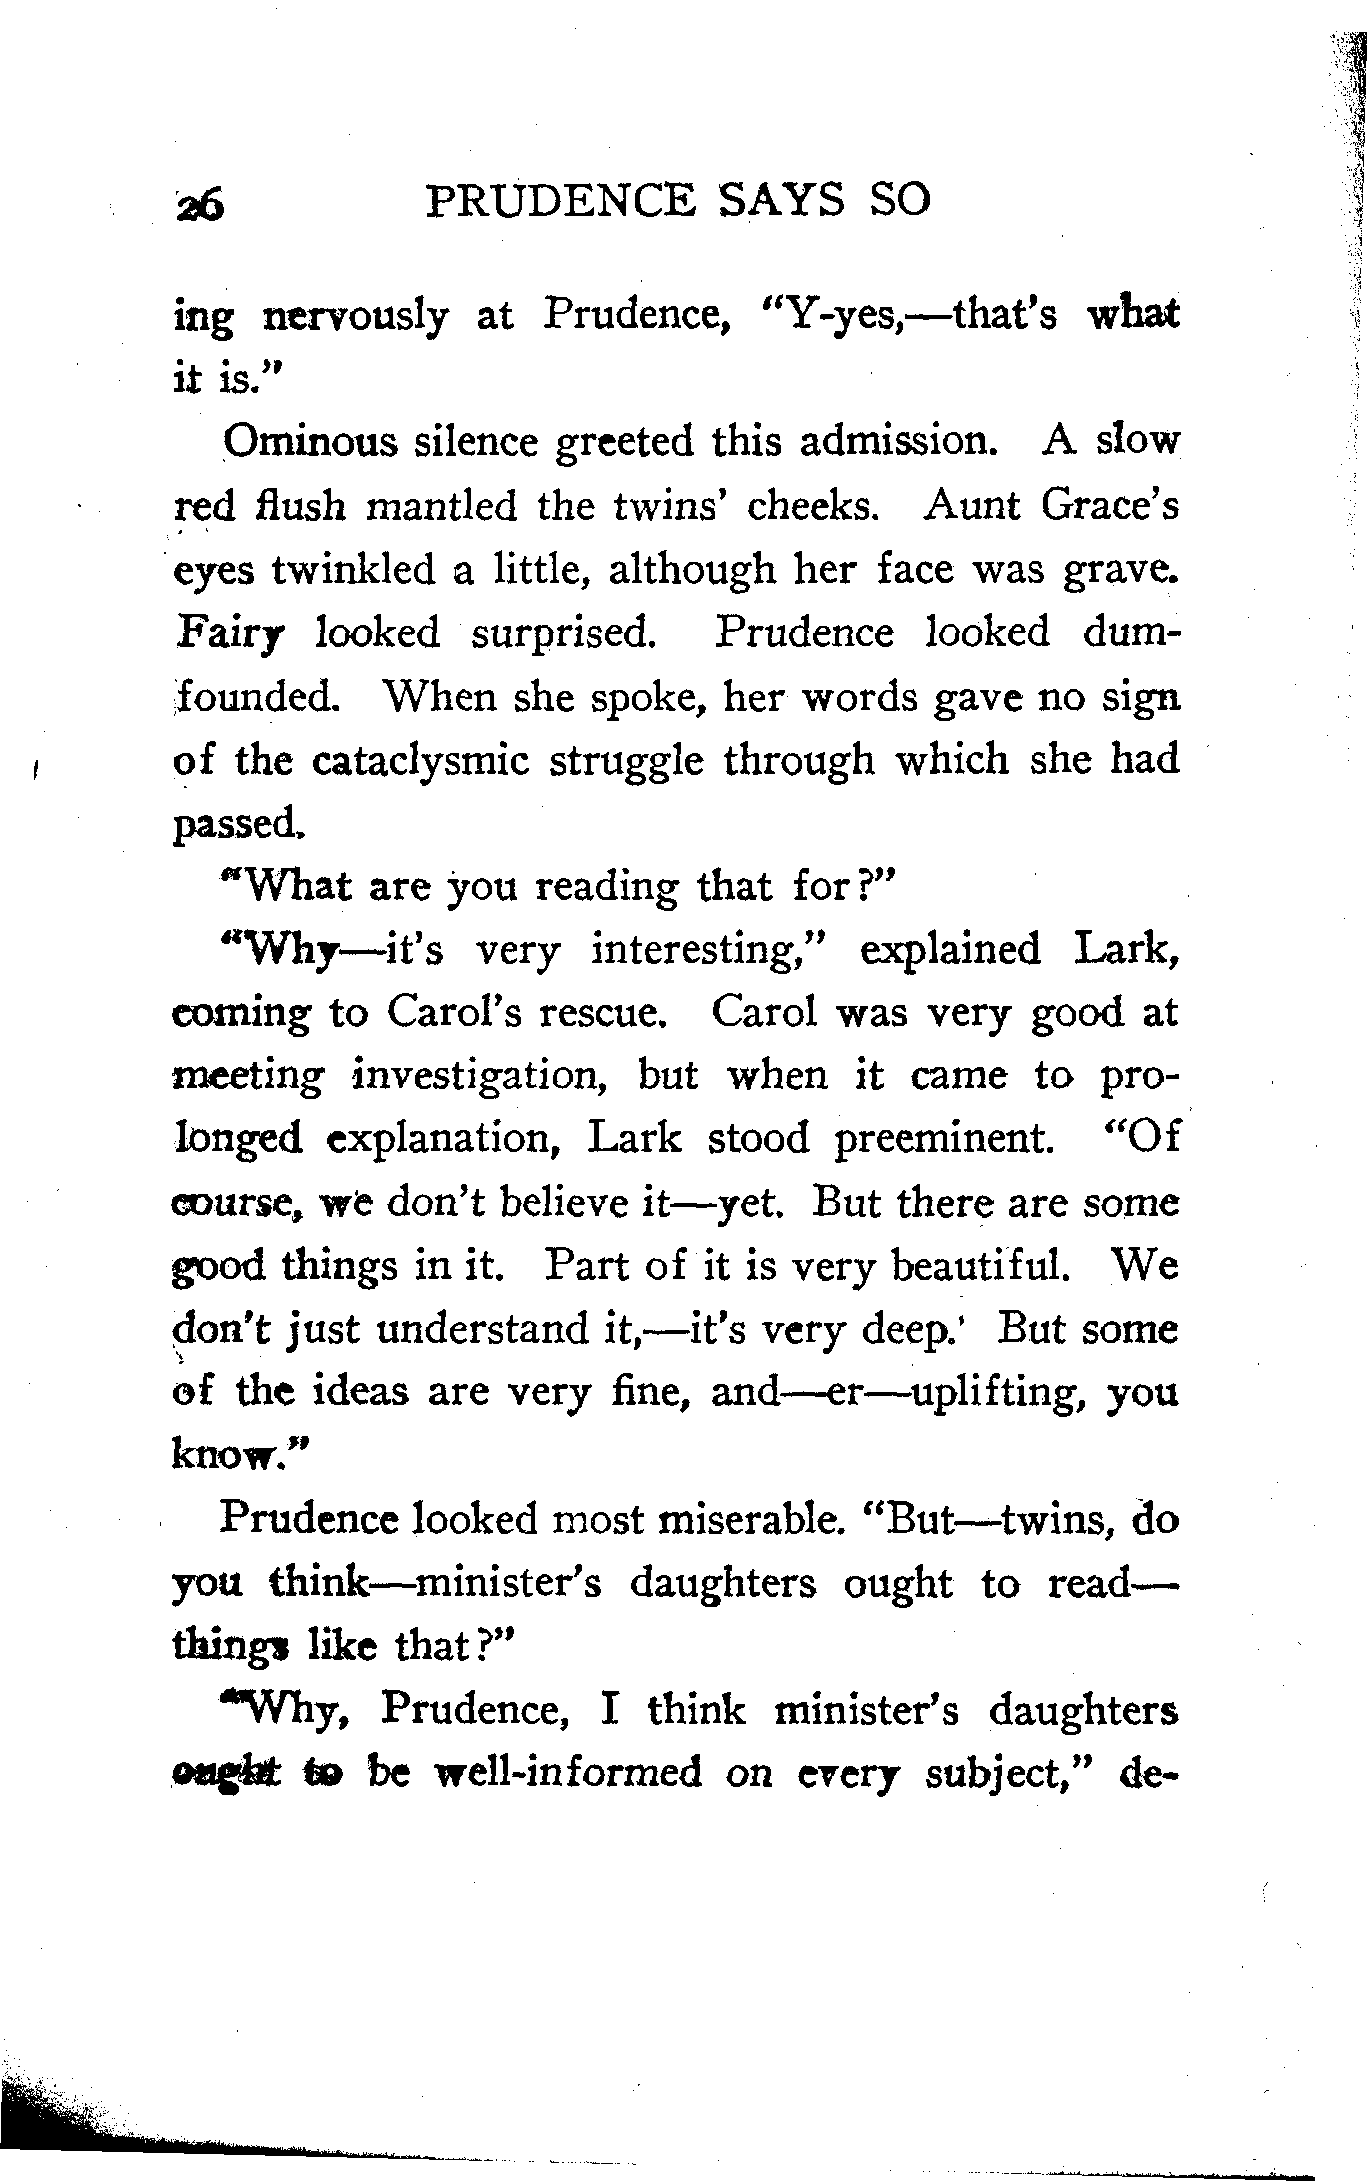 26 PRUDENCE SAYS SO
ing nervously at Prudence, "Y-yes,—that's what
it is."
Ominous silence greeted this admission. A slow
red flush mantled the twins' cheeks. Aunt Grace's
eyes twinkled a little, although her face was grave.
Fairy looked surprised. Prudence looked dum-
founded. When she spoke, her words gave no sign
of the cataclysmic struggle through which she had
passed.
"What are you reading that for?"
"Why—it's very interesting," explained Lark,
coming to Carol's rescue. Carol was very good at
meeting investigation, but when it came to pro-
longed explanation, Lark stood preeminent. "Of
course, we don't believe it—yet. But there are some
good things in it. Part of it is very beautiful. We
don't just understand it,—it's very deep. But some
of the ideas are very fine, and—er—uplifting, you
know."
Prudence looked most miserable. "But—twins, do
you think—minister's daughters ought to read—
things like that?"
"Why, Prudence, I think minister's daughters
ought to be well-informed on every subject," de-